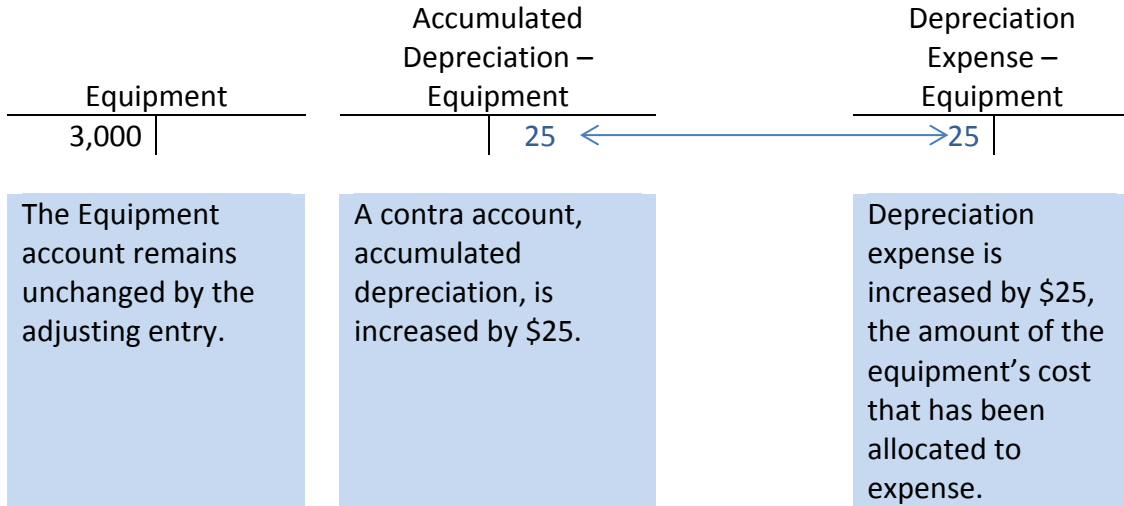 Equipment
3,000
Accumulated
Depreciation –
Equipment
25
Depreciation
Expense –
Equipment
25
The Equipment
account remains
unchanged by the
adjusting entry.
A contra account,
accumulated
depreciation, is
increased by $25.
Depreciation
expense is
increased by $25,
the amount of the
equipment’s cost
that has been
allocated to
expense.